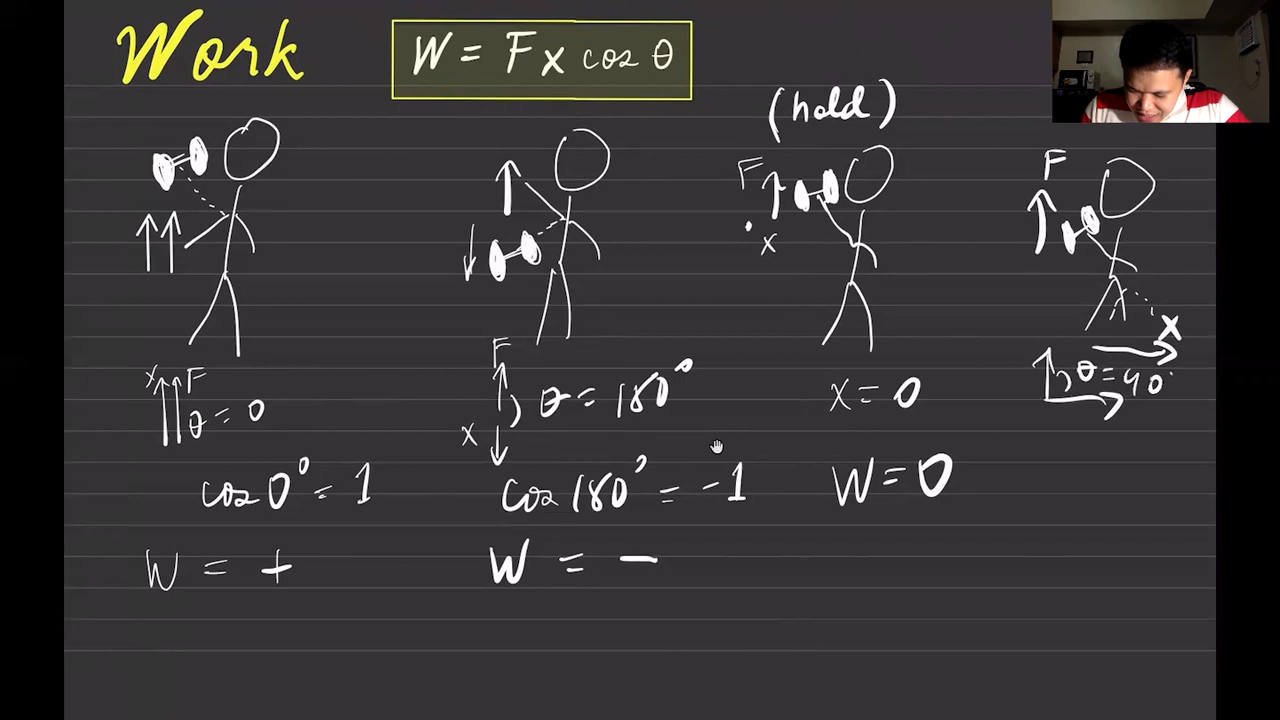 Work
W = Fx cos θ
(hold)
F
x
F
x
x F
θ = 0
cos 0° = 1
W = +
F
x
θ = 180°
cos 180° = -1
W = -
x = 0
W = 0
θ = 90°